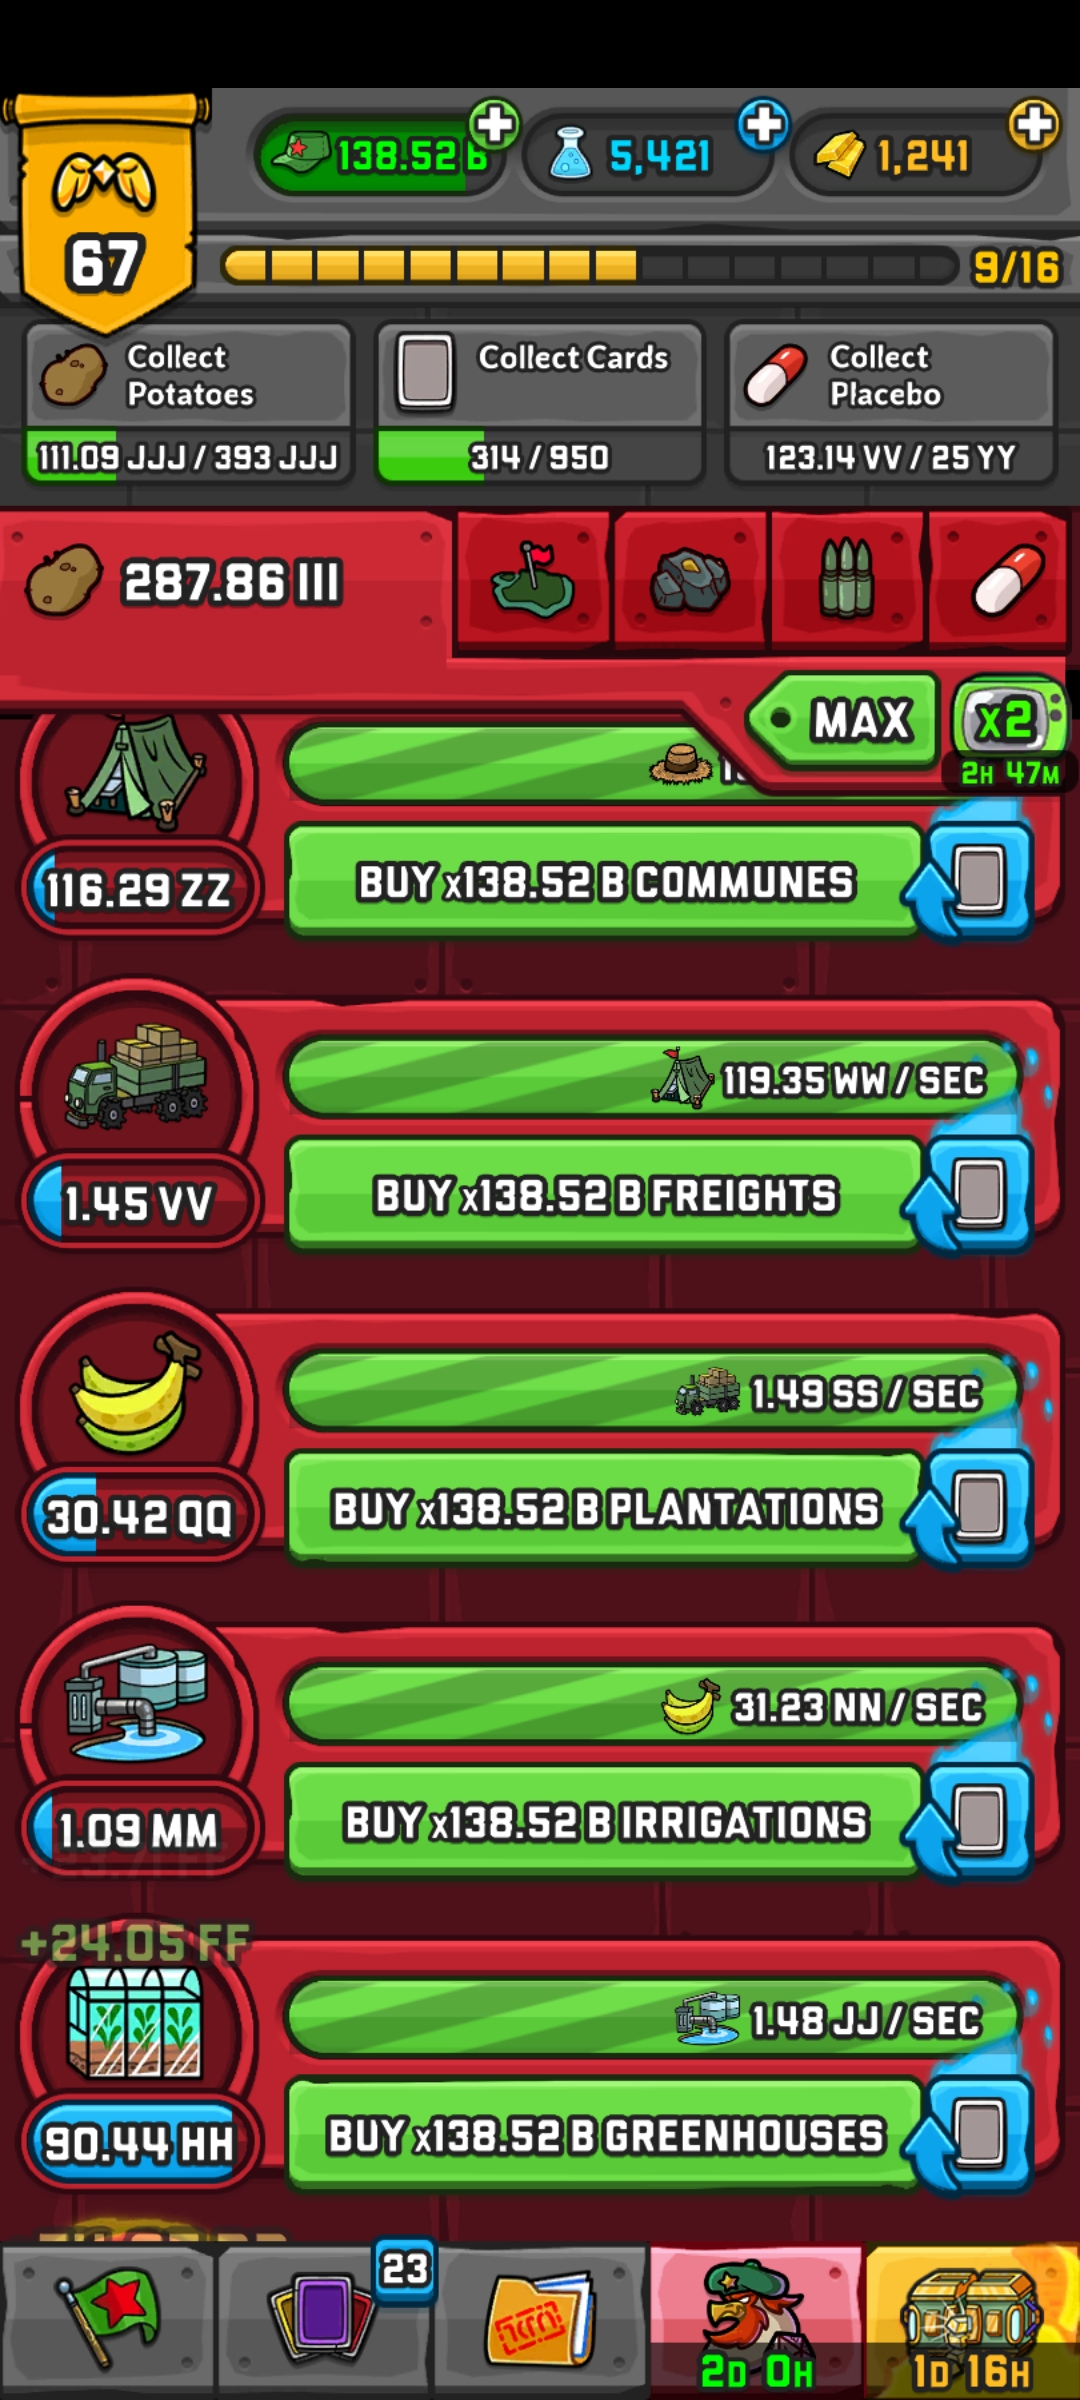 138.52 B
5,421
1,241
67
9/16
Collect
Potatoes
111.09 JJJ / 393 JJJ
Collect Cards
314 / 950
Collect
Placebo
123.14 VV / 25 YY
287.86 III
MAX
x2
2H 47M
116.29 ZZ
BUY x138.52 B COMMUNES
119.35 WW / SEC
1.45 VV
BUY x138.52 B FREIGHTS
1.49 SS / SEC
30.42 QQ
BUY x138.52 B PLANTATIONS
31.23 NN / SEC
1.09 MM
BUY x138.52 B IRRIGATIONS
+24.05 FF
1.48 JJ / SEC
90.44 HH
BUY x138.52 B GREENHOUSES
23
2D 0H
1D 16H